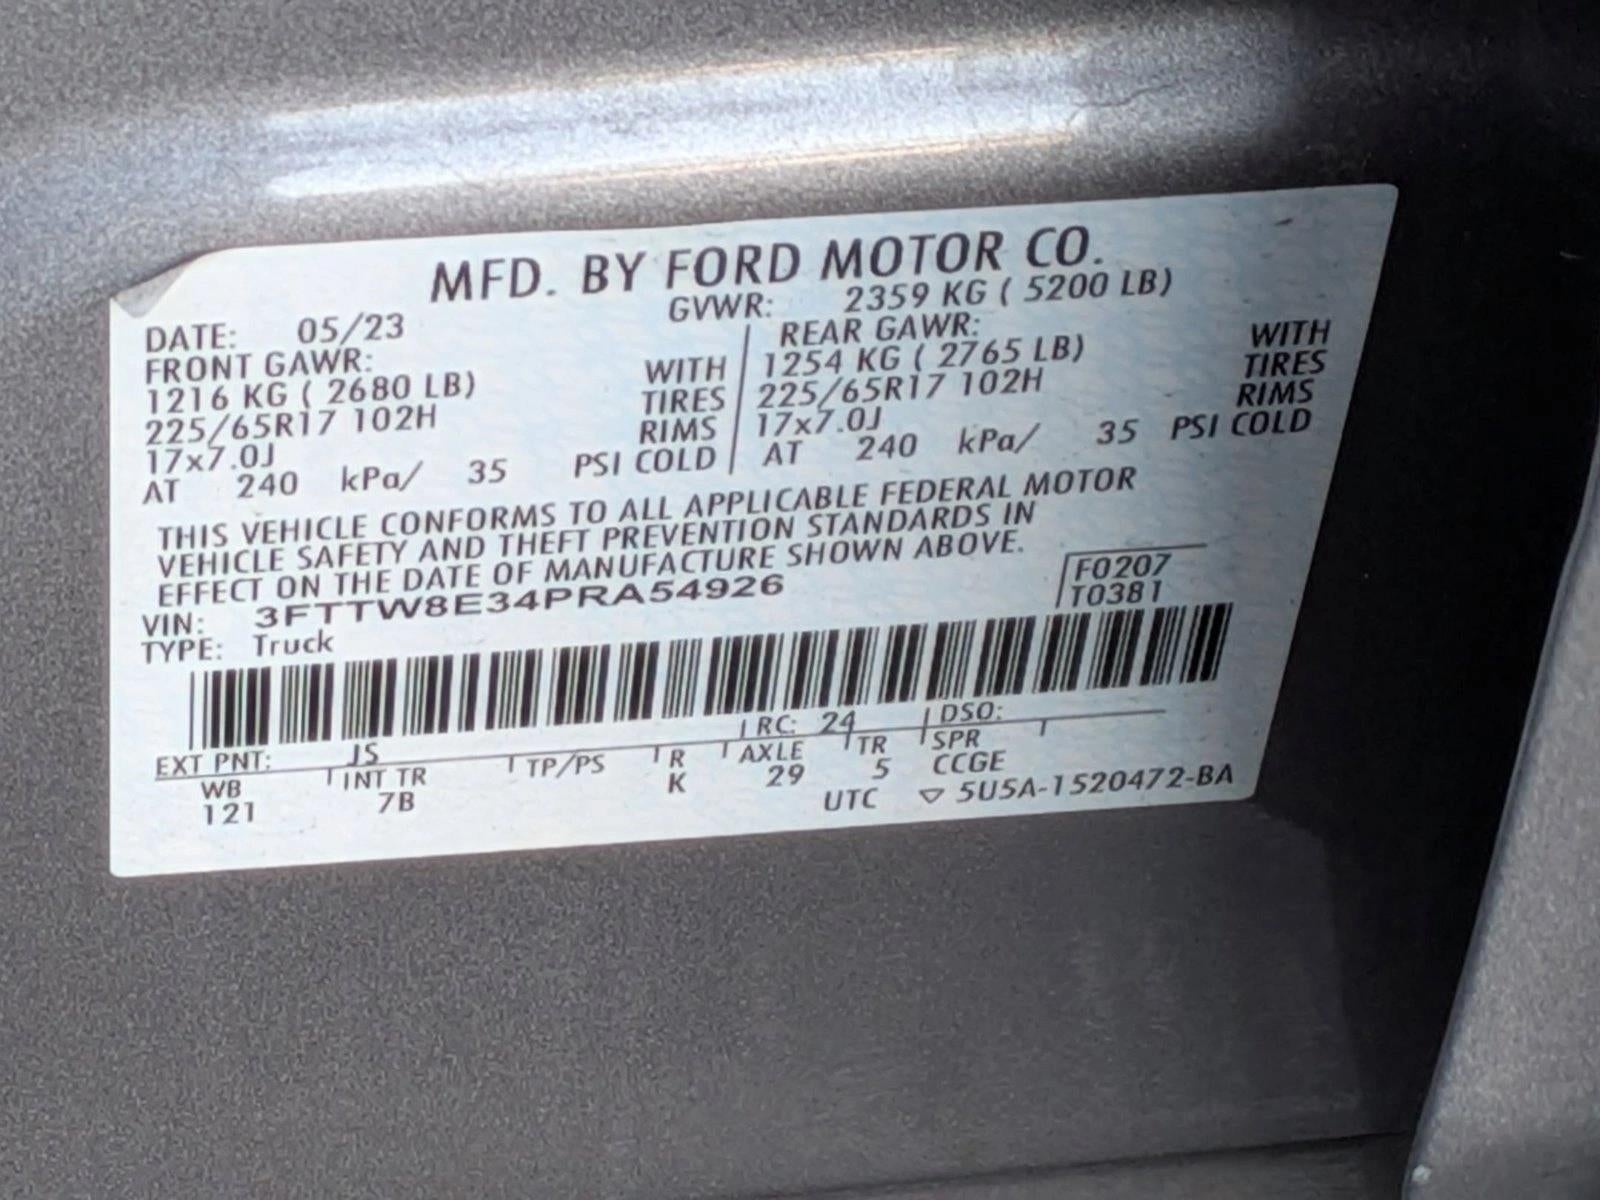 MFD. BY FORD MOTOR CO.
DATE: 05/23 GVWR: 2359 KG ( 5200 LB)
FRONT GAWR: REAR GAWR:
1216 KG ( 2680 LB) WITH 1254 KG ( 2765 LB) WITH
225/65R17 102H TIRES 225/65R17 102H TIRES
17x7.0J RIMS 17x7.0J RIMS
AT 240 kPa/ 35 PSI COLD AT 240 kPa/ 35 PSI COLD
THIS VEHICLE CONFORMS TO ALL APPLICABLE FEDERAL MOTOR
VEHICLE SAFETY AND THEFT PREVENTION STANDARDS IN
EFFECT ON THE DATE OF MANUFACTURE SHOWN ABOVE.
VIN: 3FTTW8E34PRA54926 F0207
TYPE: Truck T0381
EXT PNT: JS RC: 24 DSO:
WB INT TR TP/PS R AXLE TR SPR
121 7B K 29 5 CCGE
UTC ▽ 5U5A-1520472-BA